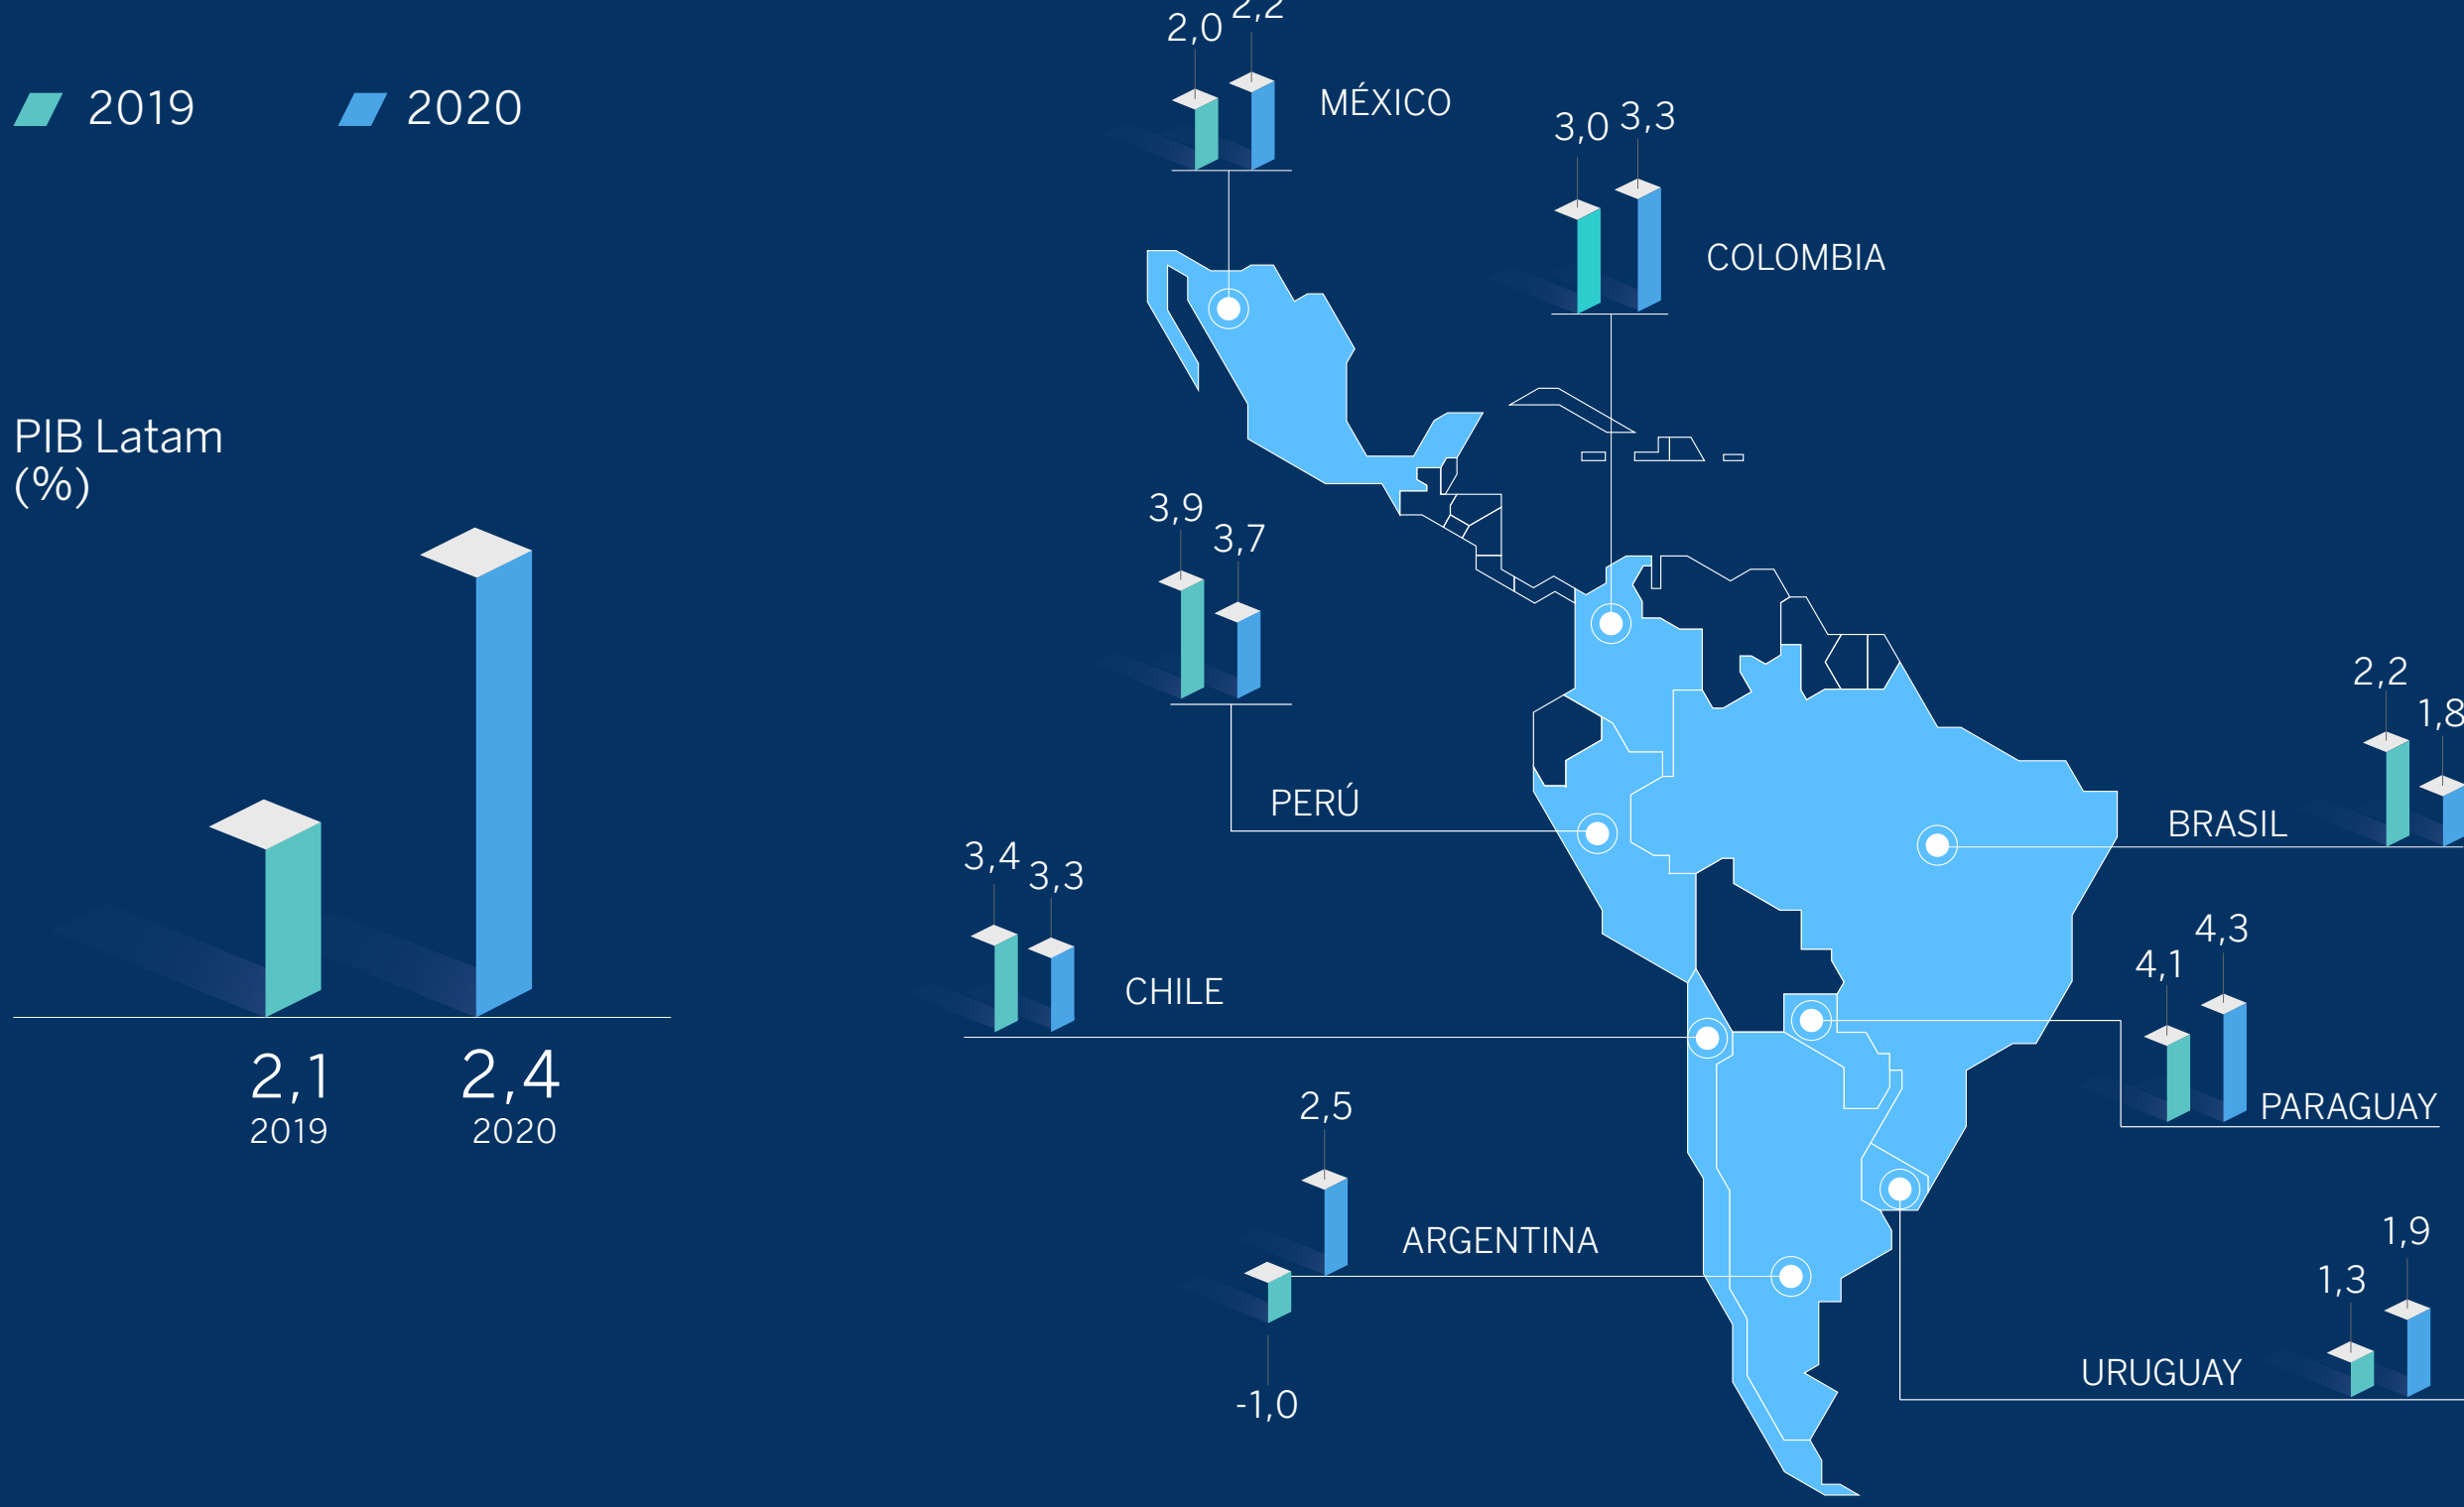 2019
2020
PIB Latam
(%)
2,1
2019
2,4
2020
2,0
2,2
MÉXICO
3,0
3,3
COLOMBIA
3,9
3,7
PERÚ
2,2
1,8
BRASIL
3,4
3,3
CHILE
4,1
4,3
PARAGUAY
2,5
ARGENTINA
-1,0
1,3
1,9
URUGUAY